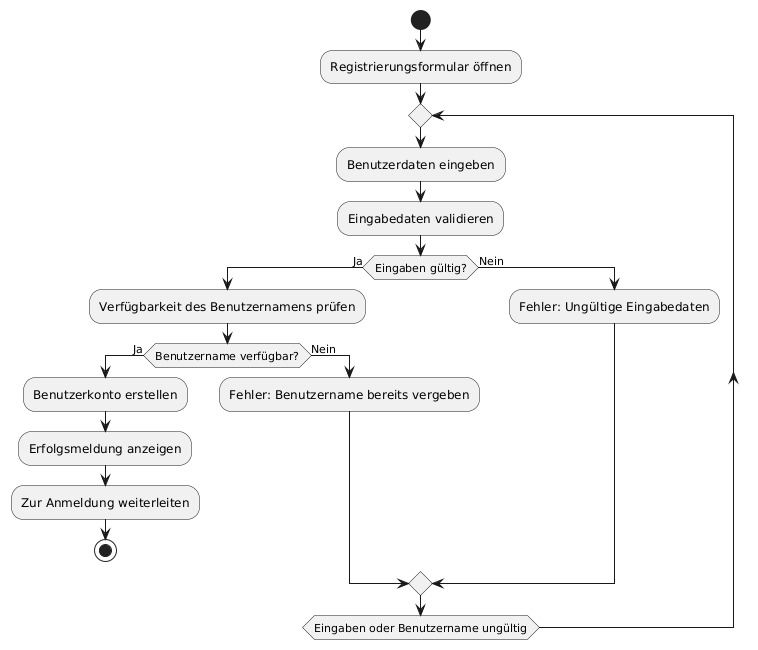 Registrierungsformular öffnen
Benutzerdaten eingeben
Eingabedaten validieren
Ja
Eingaben gültig?
Nein
Verfügbarkeit des Benutzernamens prüfen
Fehler: Ungültige Eingabedaten
Ja
Benutzername verfügbar?
Nein
Benutzerkonto erstellen
Fehler: Benutzername bereits vergeben
Erfolgsmeldung anzeigen
Zur Anmeldung weiterleiten
Eingaben oder Benutzername ungültig